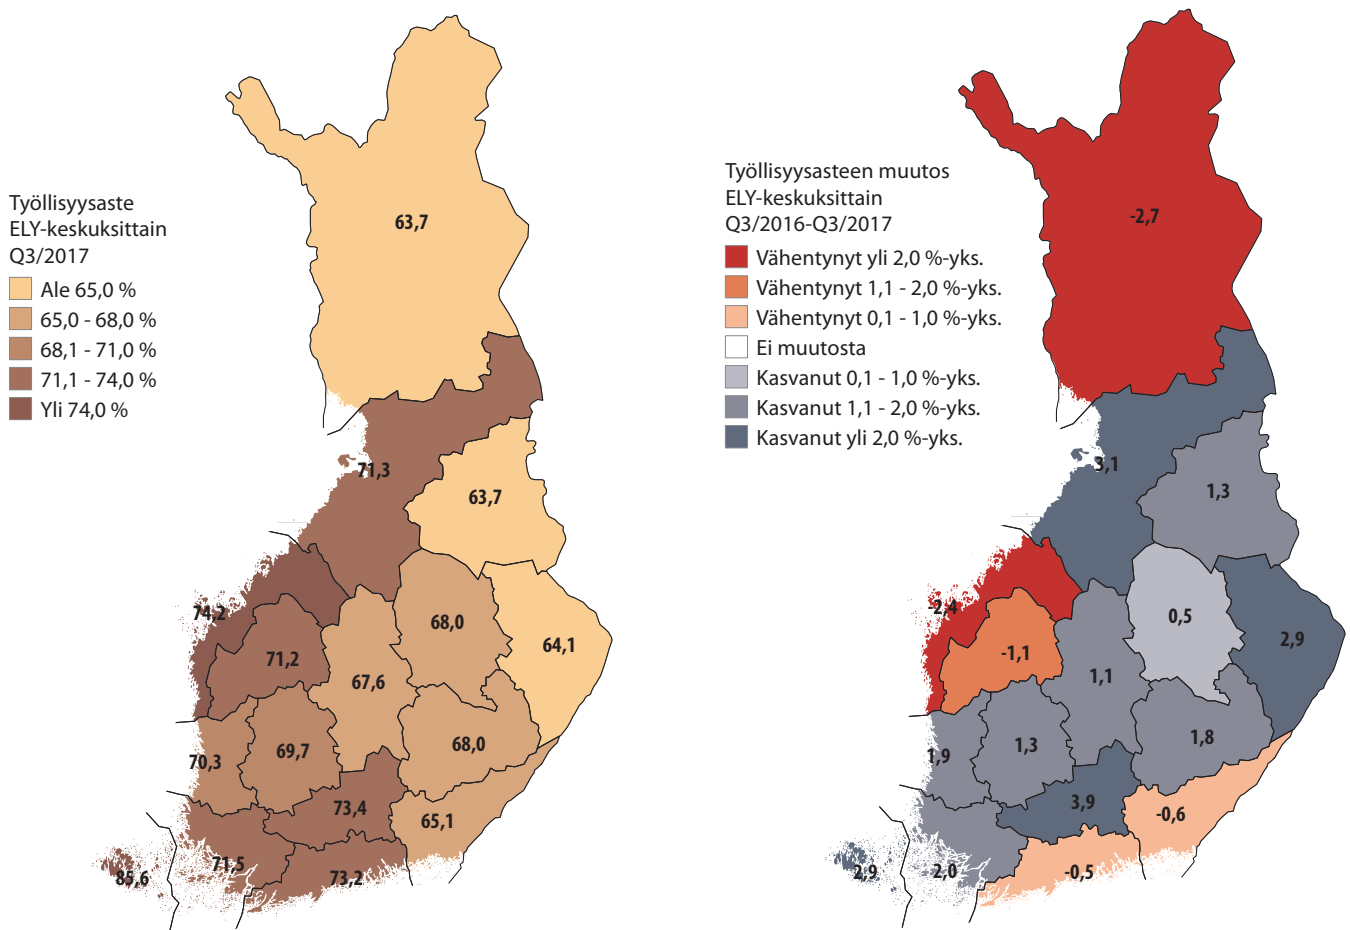 Työllisyysaste
ELY-keskuksittain
Q3/2017
Ale 65,0 %
65,0 - 68,0 %
68,1 - 71,0 %
71,1 - 74,0 %
Yli 74,0 %
63,7
71,3
63,7
74,2
71,2
68,0
64,1
67,6
70,3
69,7
68,0
73,4
65,1
71,5
73,2
85,6
Työllisyysasteen muutos
ELY-keskuksittain
Q3/2016-Q3/2017
Vähentynyt yli 2,0 %-yks.
Vähentynyt 1,1 - 2,0 %-yks.
Vähentynyt 0,1 - 1,0 %-yks.
Ei muutosta
Kasvanut 0,1 - 1,0 %-yks.
Kasvanut 1,1 - 2,0 %-yks.
Kasvanut yli 2,0 %-yks.
-2,7
3,1
1,3
-2,4
-1,1
0,5
2,9
1,1
1,9
1,3
1,8
3,9
-0,6
2,9
2,0
-0,5